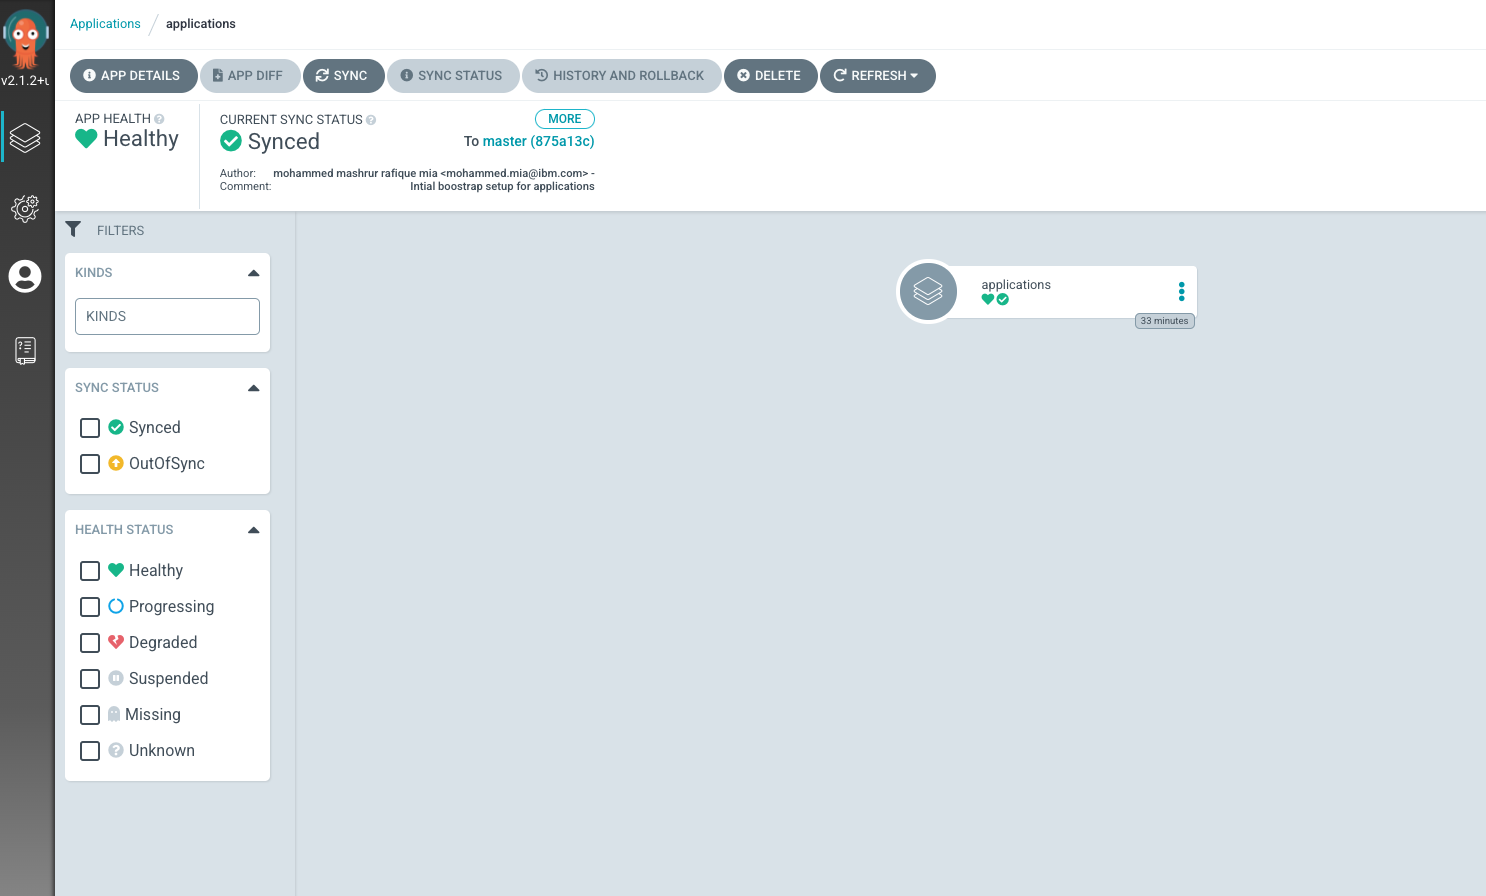 Applications / applications
v2.1.2+u
APP DETAILS APP DIFF SYNC SYNC STATUS HISTORY AND ROLLBACK DELETE REFRESH
APP HEALTH
Healthy
CURRENT SYNC STATUS
MORE
Synced
To master (875a13c)
Author: mohammed mashrur rafique mia <mohammed.mia@ibm.com> -
Comment: Intial boostrap setup for applications
FILTERS
KINDS
KINDS
SYNC STATUS
Synced
OutOfSync
HEALTH STATUS
Healthy
Progressing
Degraded
Suspended
Missing
Unknown
applications
33 minutes